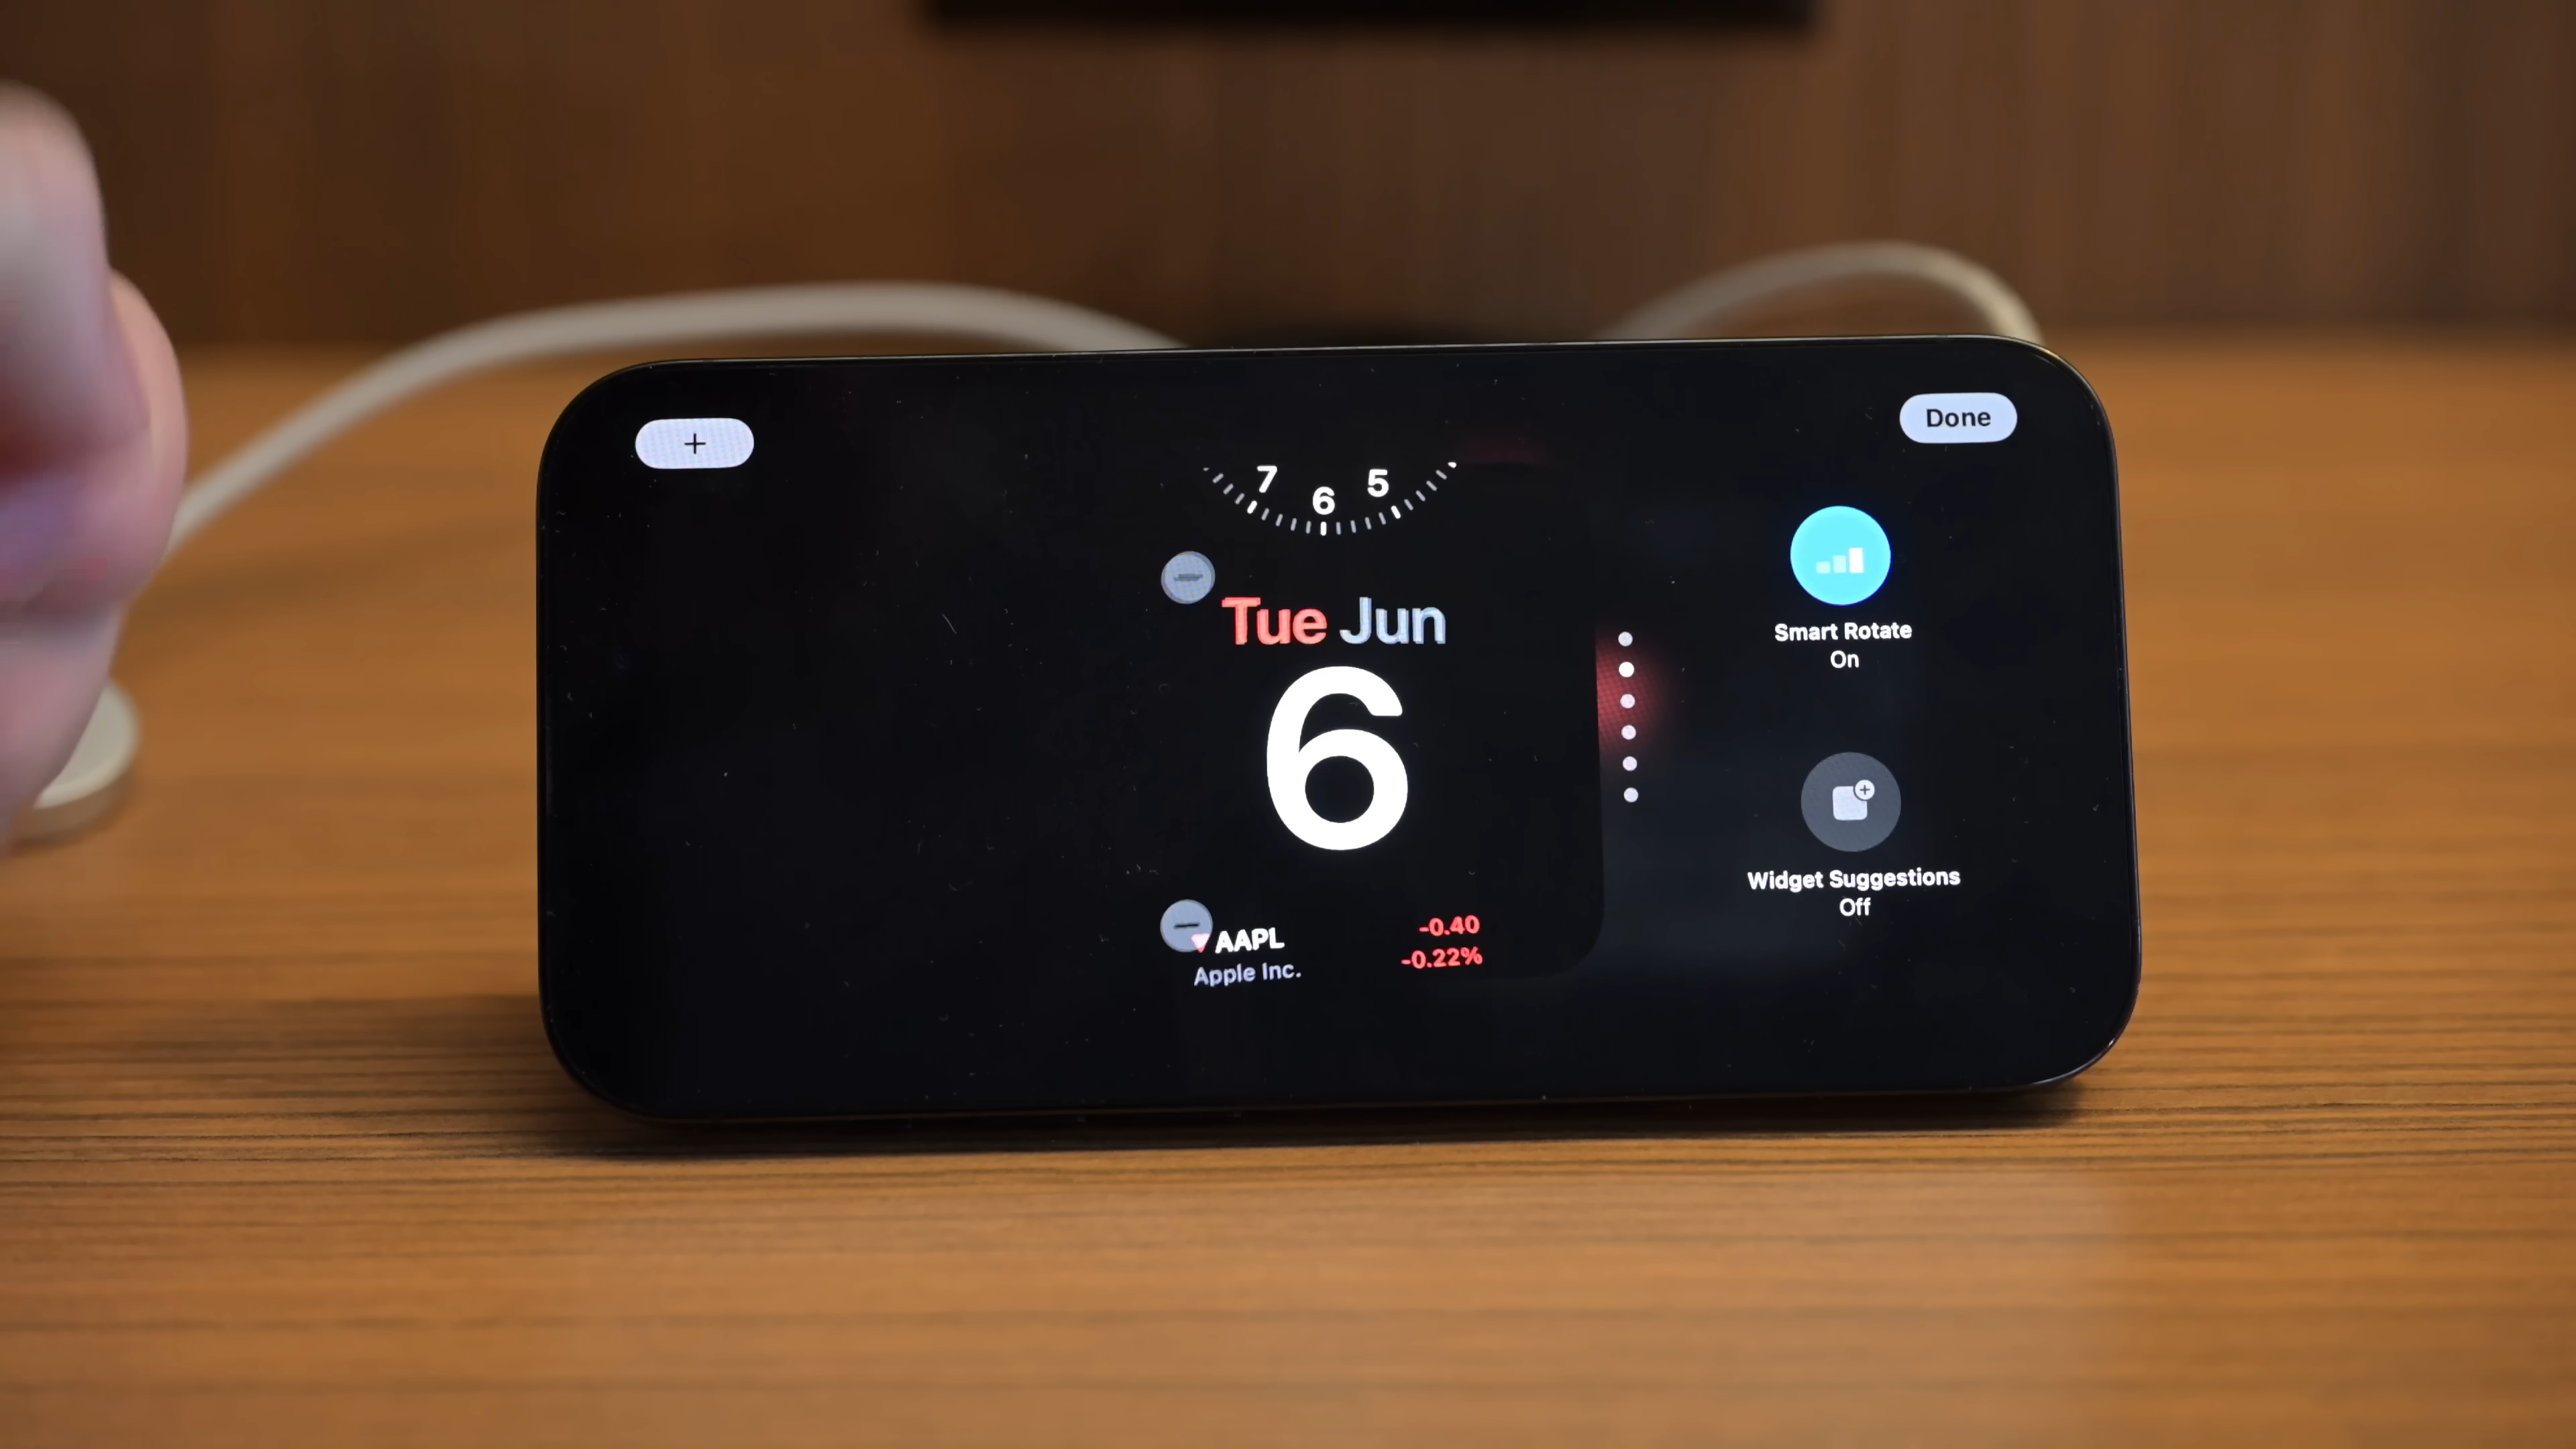 +
Done
7 6 5
Tue Jun
6
AAPL
-0.40
Apple Inc.
-0.22%
Smart Rotate
On
Widget Suggestions
Off